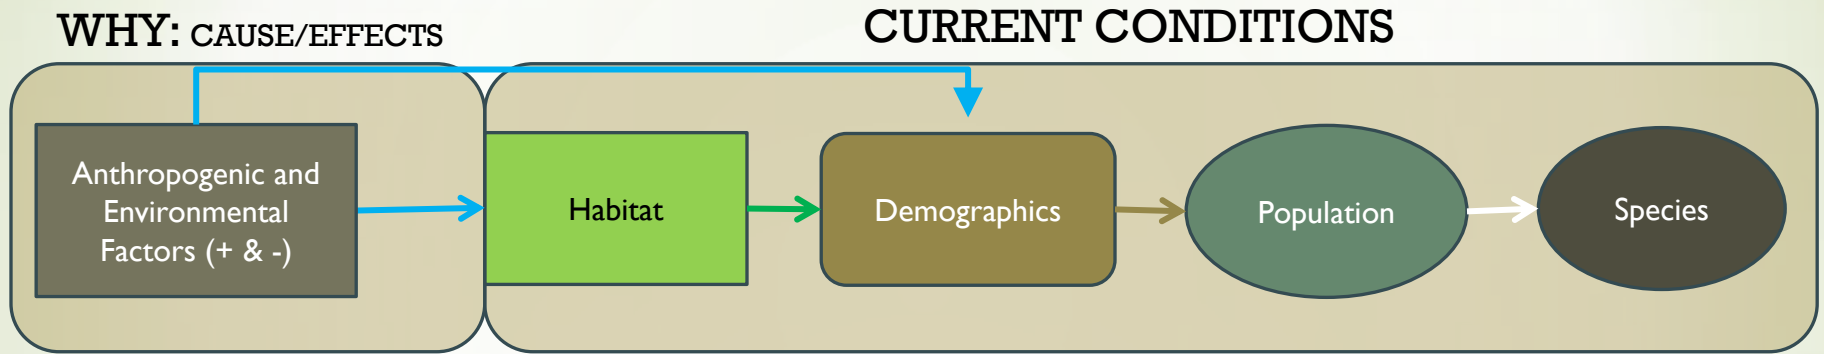 WHY: CAUSE/EFFECTS
CURRENT CONDITIONS
Anthropogenic and
Environmental
Factors (+ & -)
Habitat
Demographics
Population
Species